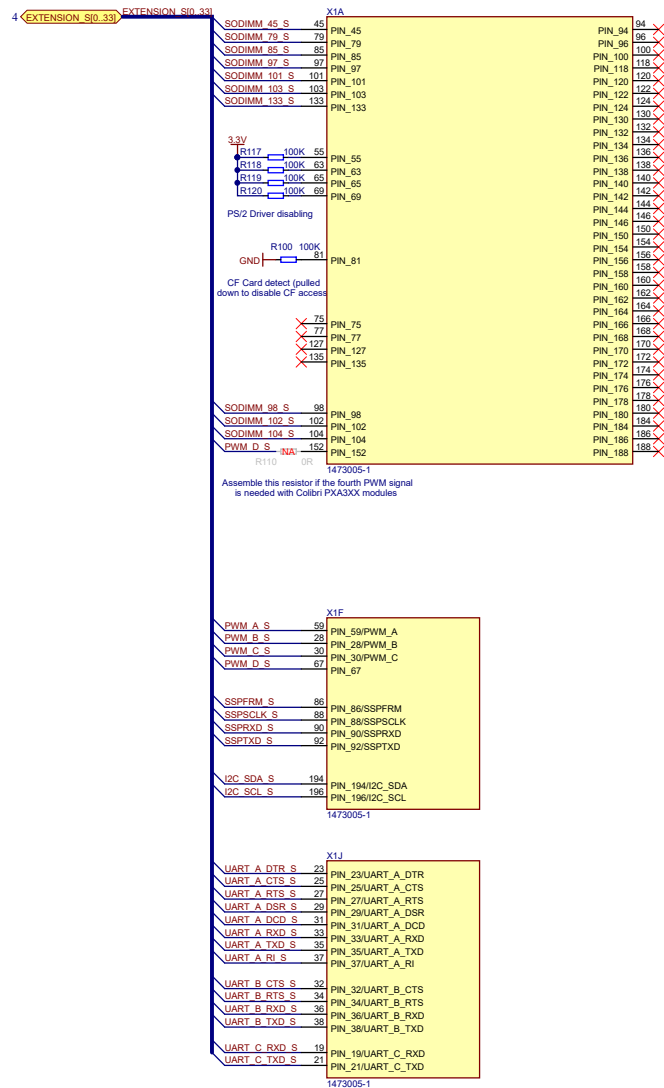 4 EXTENSION_S[0..33] EXTENSION_S[0..33]
X1A
SODIMM_45_S 45 PIN_45
SODIMM_79_S 79 PIN_79
SODIMM_85_S 85 PIN_85
SODIMM_97_S 97 PIN_97
SODIMM_101_S 101 PIN_101
SODIMM_103_S 103 PIN_103
SODIMM_133_S 133 PIN_133
3.3V
R117 100K 55 PIN_55
R118 100K 63 PIN_63
R119 100K 65 PIN_65
R120 100K 69 PIN_69
PS/2 Driver disabling
R100 100K
GND 81 PIN_81
CF Card detect (pulled
down to disable CF access
75 PIN_75
77 PIN_77
127 PIN_127
135 PIN_135
SODIMM_98_S 98 PIN_98
SODIMM_102_S 102 PIN_102
SODIMM_104_S 104 PIN_104
PWM_D_S NA 152 PIN_152
R110 0R
PIN_94 94
PIN_96 96
PIN_100 100
PIN_118 118
PIN_120 120
PIN_122 122
PIN_124 124
PIN_130 130
PIN_132 132
PIN_134 134
PIN_136 136
PIN_138 138
PIN_140 140
PIN_142 142
PIN_144 144
PIN_146 146
PIN_150 150
PIN_154 154
PIN_156 156
PIN_158 158
PIN_160 160
PIN_162 162
PIN_164 164
PIN_166 166
PIN_168 168
PIN_170 170
PIN_172 172
PIN_174 174
PIN_176 176
PIN_178 178
PIN_180 180
PIN_184 184
PIN_186 186
PIN_188 188
1473005-1
Assemble this resistor if the fourth PWM signal
is needed with Colibri PXA3XX modules
X1F
PWM_A_S 59 PIN_59/PWM_A
PWM_B_S 28 PIN_28/PWM_B
PWM_C_S 30 PIN_30/PWM_C
PWM_D_S 67 PIN_67
SSPFRM_S 86 PIN_86/SSPFRM
SSPSCLK_S 88 PIN_88/SSPSCLK
SSPRXD_S 90 PIN_90/SSPRXD
SSPTXD_S 92 PIN_92/SSPTXD
I2C_SDA_S 194 PIN_194/I2C_SDA
I2C_SCL_S 196 PIN_196/I2C_SCL
1473005-1
X1J
UART_A_DTR_S 23 PIN_23/UART_A_DTR
UART_A_CTS_S 25 PIN_25/UART_A_CTS
UART_A_RTS_S 27 PIN_27/UART_A_RTS
UART_A_DSR_S 29 PIN_29/UART_A_DSR
UART_A_DCD_S 31 PIN_31/UART_A_DCD
UART_A_RXD_S 33 PIN_33/UART_A_RXD
UART_A_TXD_S 35 PIN_35/UART_A_TXD
UART_A_RI_S 37 PIN_37/UART_A_RI
UART_B_CTS_S 32 PIN_32/UART_B_CTS
UART_B_RTS_S 34 PIN_34/UART_B_RTS
UART_B_RXD_S 36 PIN_36/UART_B_RXD
UART_B_TXD_S 38 PIN_38/UART_B_TXD
UART_C_RXD_S 19 PIN_19/UART_C_RXD
UART_C_TXD_S 21 PIN_21/UART_C_TXD
1473005-1